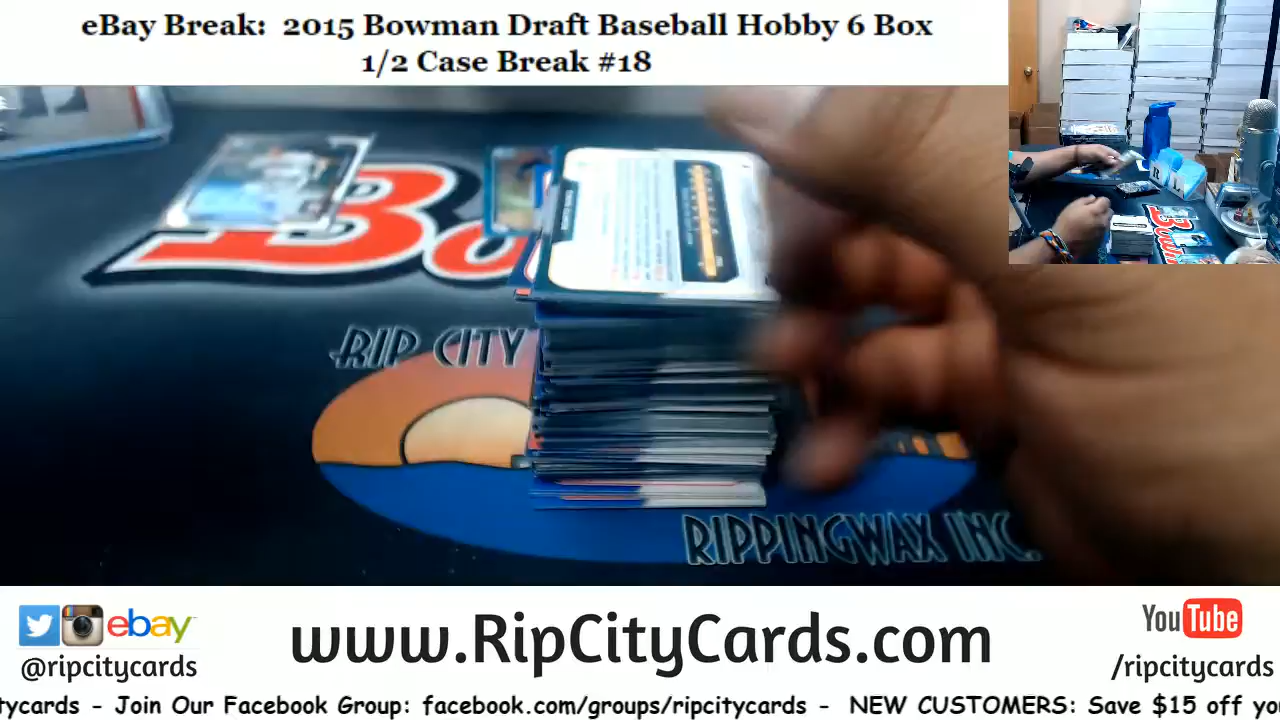 eBay Break:  2015 Bowman Draft Baseball Hobby 6 Box
1/2 Case Break #18
RIP CITY
RIPPINGWAX INC.
ebay
@ripcitycards
www.RipCityCards.com
YouTube
/ripcitycards
tycards - Join Our Facebook Group: facebook.com/groups/ripcitycards -  NEW CUSTOMERS: Save $15 off yo